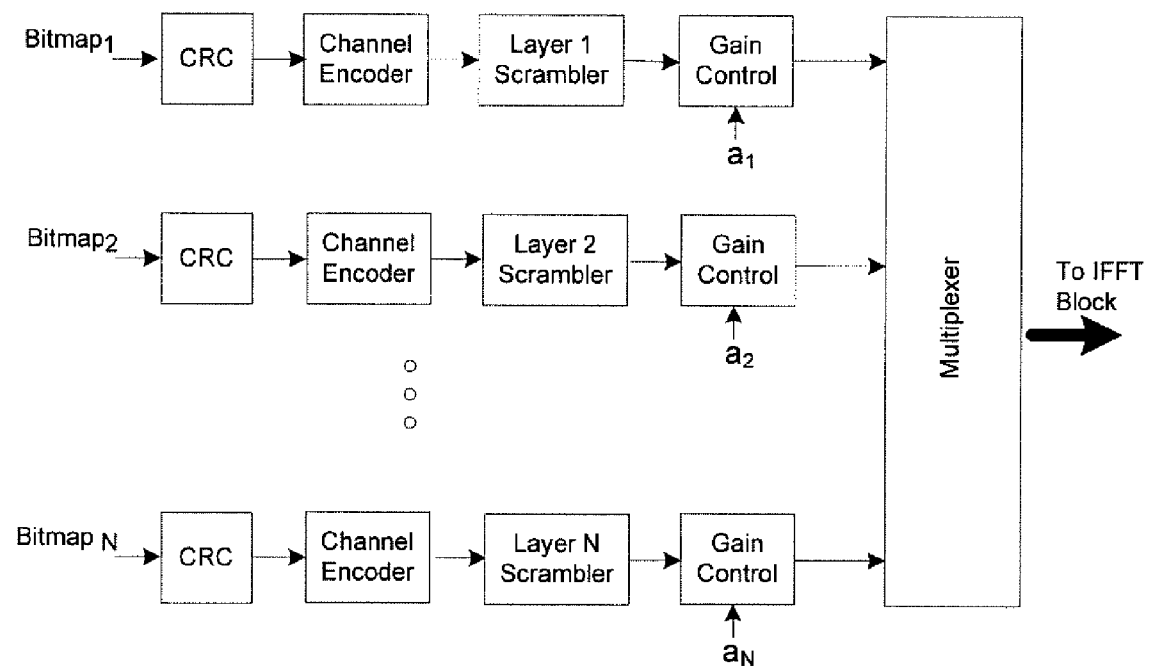 Bitmap1
CRC
Channel
Encoder
Layer 1
Scrambler
Gain
Control
a1
Bitmap2
CRC
Channel
Encoder
Layer 2
Scrambler
Gain
Control
a2
Bitmap N
CRC
Channel
Encoder
Layer N
Scrambler
Gain
Control
aN
Multiplexer
To IFFT
Block